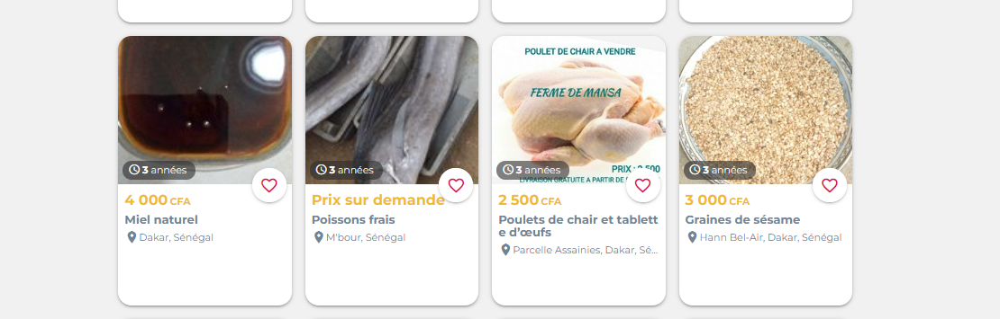 3 années
4 000 CFA
Miel naturel
Dakar, Sénégal
3 années
Prix sur demande
Poissons frais
M'bour, Sénégal
POULET DE CHAIR A VENDRE
FERME DE MANSA
3 années
PRIX :
LIVRAISON GRATUITE A PARTIR DE
2 500 CFA
Poulets de chair et tablett
e d’œufs
Parcelle Assainies, Dakar, Sé...
3 années
3 000 CFA
Graines de sésame
Hann Bel-Air, Dakar, Sénégal